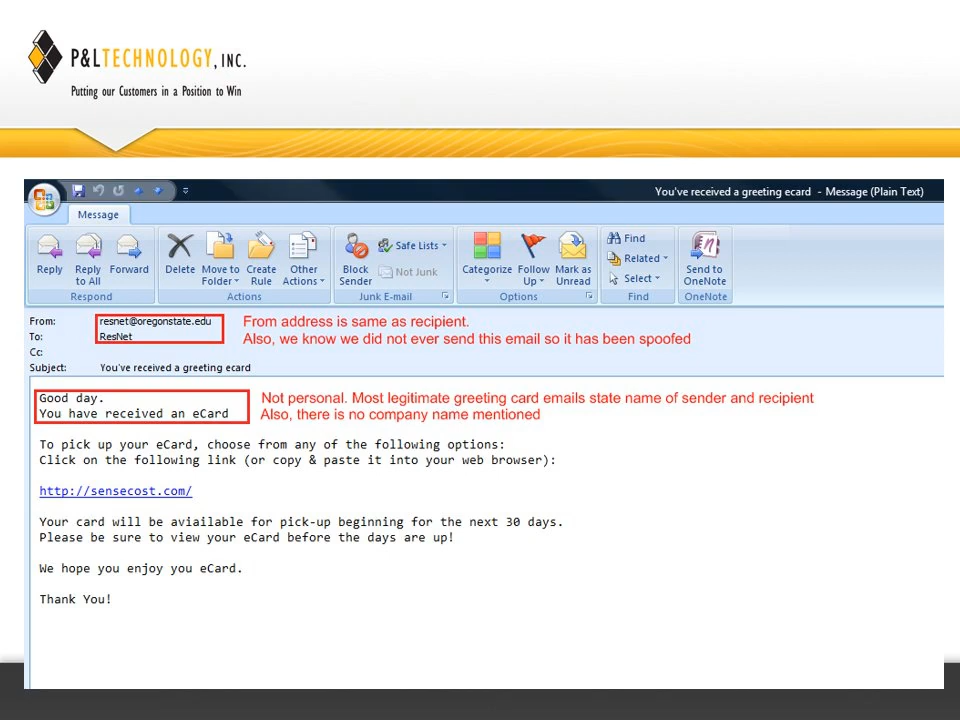 P&LTECHNOLOGY, INC.
Putting our Customers in a Position to Win
You've received a greeting ecard - Message (Plain Text)
Message
Reply
Reply to All
Forward
Respond
Delete
Move to Folder
Create Rule
Other Actions
Actions
Block Sender
Safe Lists
Not Junk
Junk E-mail
Categorize
Follow Up
Mark as Unread
Options
Find
Related
Select
Find
Send to OneNote
OneNote
From: resnet@oregonstate.edu
From address is same as recipient.
To: ResNet
Also, we know we did not ever send this email so it has been spoofed
Cc:
Subject: You've received a greeting ecard
Good day.
Not personal. Most legitimate greeting card emails state name of sender and recipient
You have received an eCard
Also, there is no company name mentioned
To pick up your eCard, choose from any of the following options:
Click on the following link (or copy & paste it into your web browser):
http://sensecost.com/
Your card will be aviailable for pick-up beginning for the next 30 days.
Please be sure to view your eCard before the days are up!
We hope you enjoy you eCard.
Thank You!